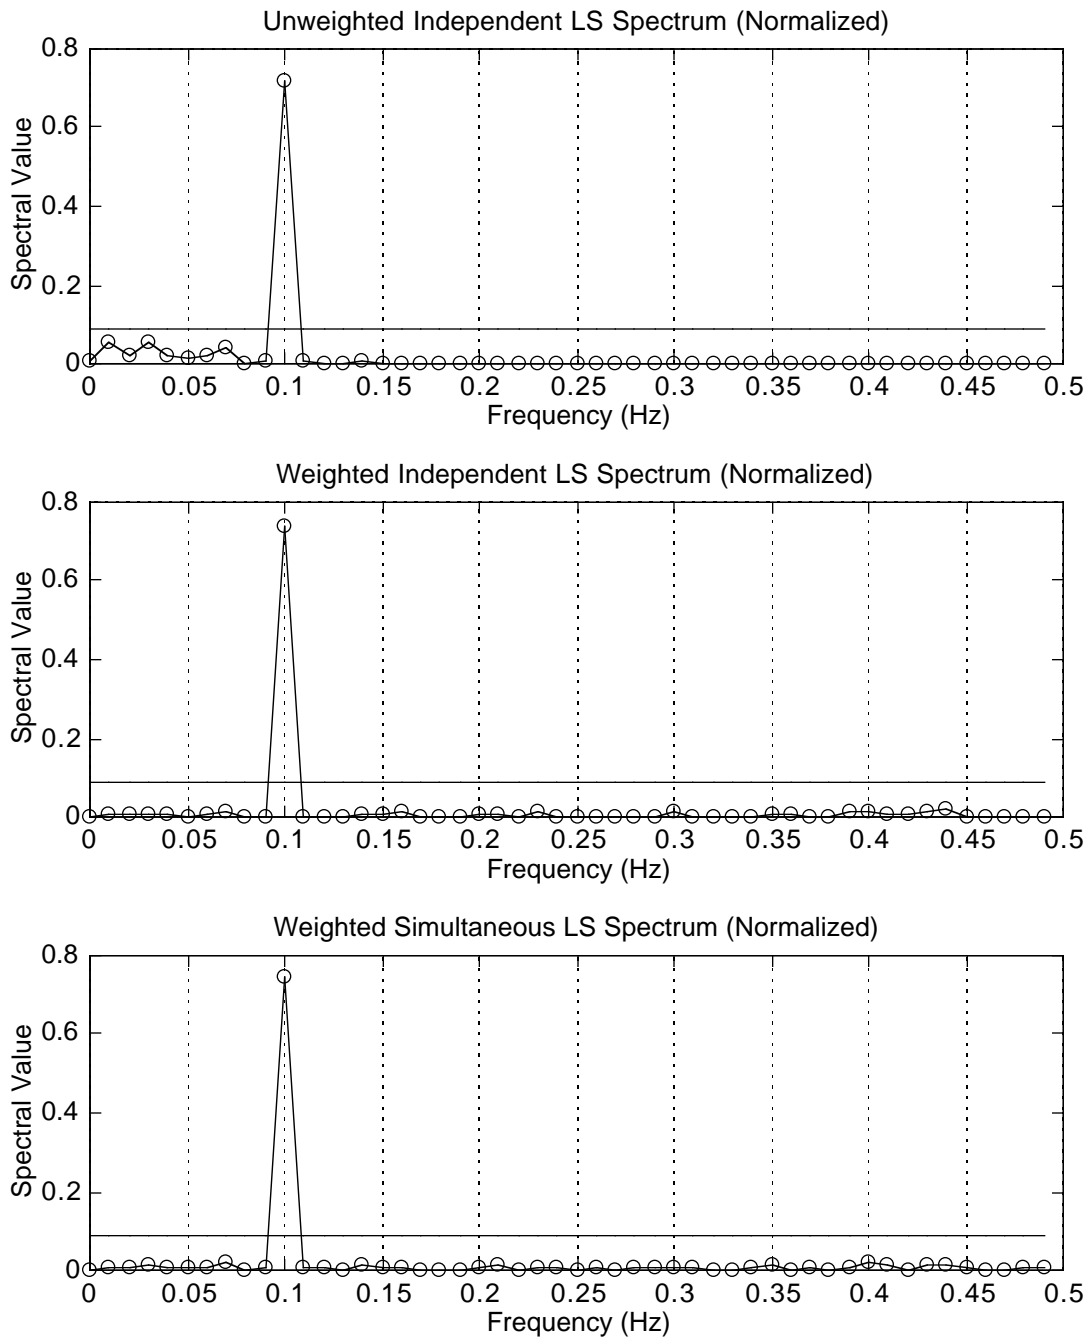 Unweighted Independent LS Spectrum (Normalized)
0.8
0.6
0.4
0.2
0
Spectral Value
0 0.05 0.1 0.15 0.2 0.25 0.3 0.35 0.4 0.45 0.5
Frequency (Hz)
Weighted Independent LS Spectrum (Normalized)
0.8
0.6
0.4
0.2
0
Spectral Value
0 0.05 0.1 0.15 0.2 0.25 0.3 0.35 0.4 0.45 0.5
Frequency (Hz)
Weighted Simultaneous LS Spectrum (Normalized)
0.8
0.6
0.4
0.2
0
Spectral Value
0 0.05 0.1 0.15 0.2 0.25 0.3 0.35 0.4 0.45 0.5
Frequency (Hz)